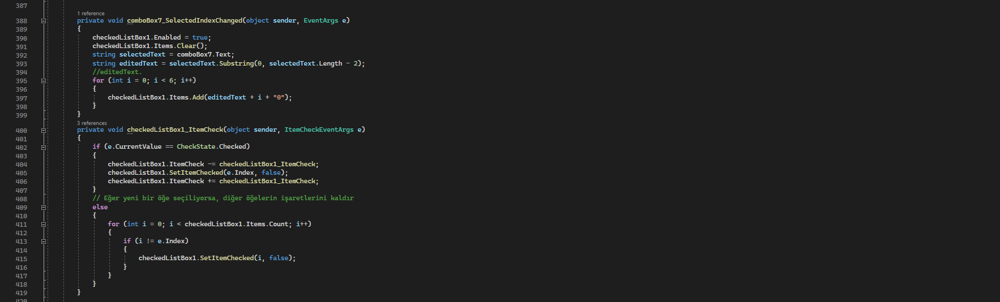 387
1 reference
388 private void comboBox7_SelectedIndexChanged(object sender, EventArgs e)
389 {
390 checkedListBox1.Enabled = true;
391 checkedListBox1.Items.Clear();
392 string selectedText = comboBox7.Text;
393 string editedText = selectedText.Substring(0, selectedText.Length - 2);
394 //editedText.
395 for (int i = 0; i < 6; i++)
396 {
397 checkedListBox1.Items.Add(editedText + i + "0");
398 }
399 }
3 references
400 private void checkedListBox1_ItemCheck(object sender, ItemCheckEventArgs e)
401 {
402 if (e.CurrentValue == CheckState.Checked)
403 {
404 checkedListBox1.ItemCheck -= checkedListBox1_ItemCheck;
405 checkedListBox1.SetItemChecked(e.Index, false);
406 checkedListBox1.ItemCheck += checkedListBox1_ItemCheck;
407 }
408 // Eğer yeni bir öğe seçiliyorsa, diğer öğelerin işaretlerini kaldır
409 else
410 {
411 for (int i = 0; i < checkedListBox1.Items.Count; i++)
412 {
413 if (i != e.Index)
414 {
415 checkedListBox1.SetItemChecked(i, false);
416 }
417 }
418 }
419 }
420